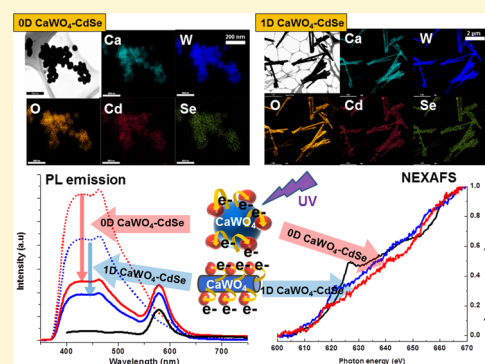 0D CaWO₄-CdSe
Ca
W
200 nm
O
Cd
Se
1D CaWO₄-CdSe
Ca
W
2 µm
O
Cd
Se
PL emission
0D CaWO₄-CdSe
1D CaWO₄-CdSe
Intensity (a.u)
400
500
600
700
Wavelength (nm)
UV
e-
e-
e-
CaWO₄
e-
e-
e-
e-
e-
e-
CaWO₄
e-
e-
e-
NEXAFS
0D CaWO₄-CdSe
1D CaWO₄-CdSe
1.0
0.8
0.6
0.4
0.2
0.0
600
610
620
630
640
650
660
670
Photon energy (eV)